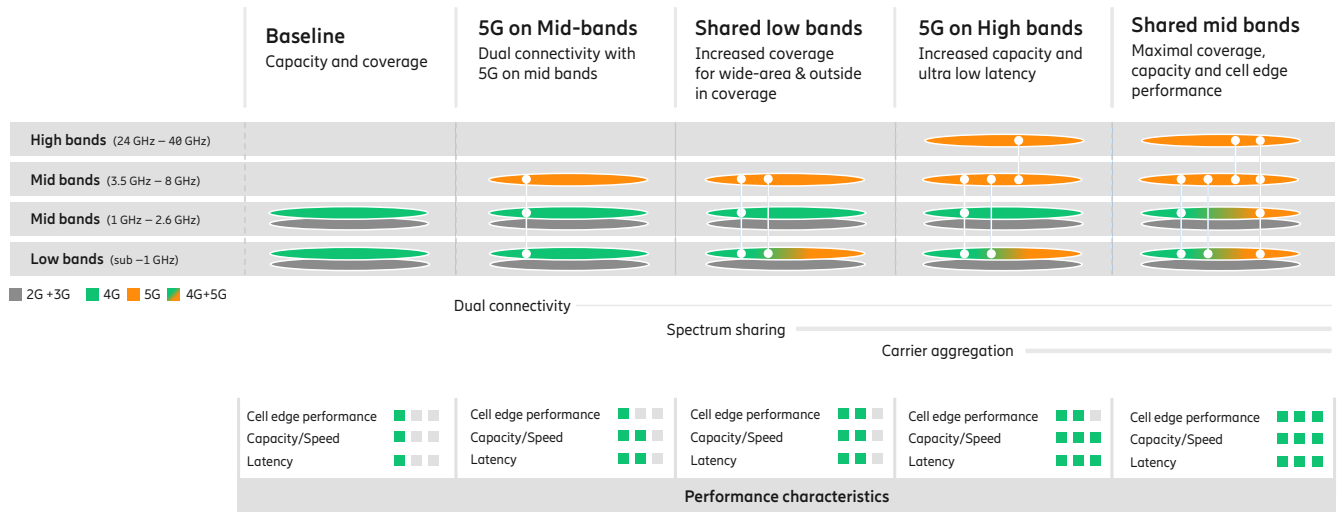 Baseline
Capacity and coverage
5G on Mid-bands
Dual connectivity with
5G on mid bands
Shared low bands
Increased coverage
for wide-area & outside
in coverage
5G on High bands
Increased capacity and
ultra low latency
Shared mid bands
Maximal coverage,
capacity and cell edge
performance
High bands (24 GHz – 40 GHz)
Mid bands (3.5 GHz – 8 GHz)
Mid bands (1 GHz – 2.6 GHz)
Low bands (sub –1 GHz)
2G +3G 4G 5G 4G+5G
Dual connectivity
Spectrum sharing
Carrier aggregation
Cell edge performance
Capacity/Speed
Latency
Cell edge performance
Capacity/Speed
Latency
Cell edge performance
Capacity/Speed
Latency
Cell edge performance
Capacity/Speed
Latency
Cell edge performance
Capacity/Speed
Latency
Performance characteristics